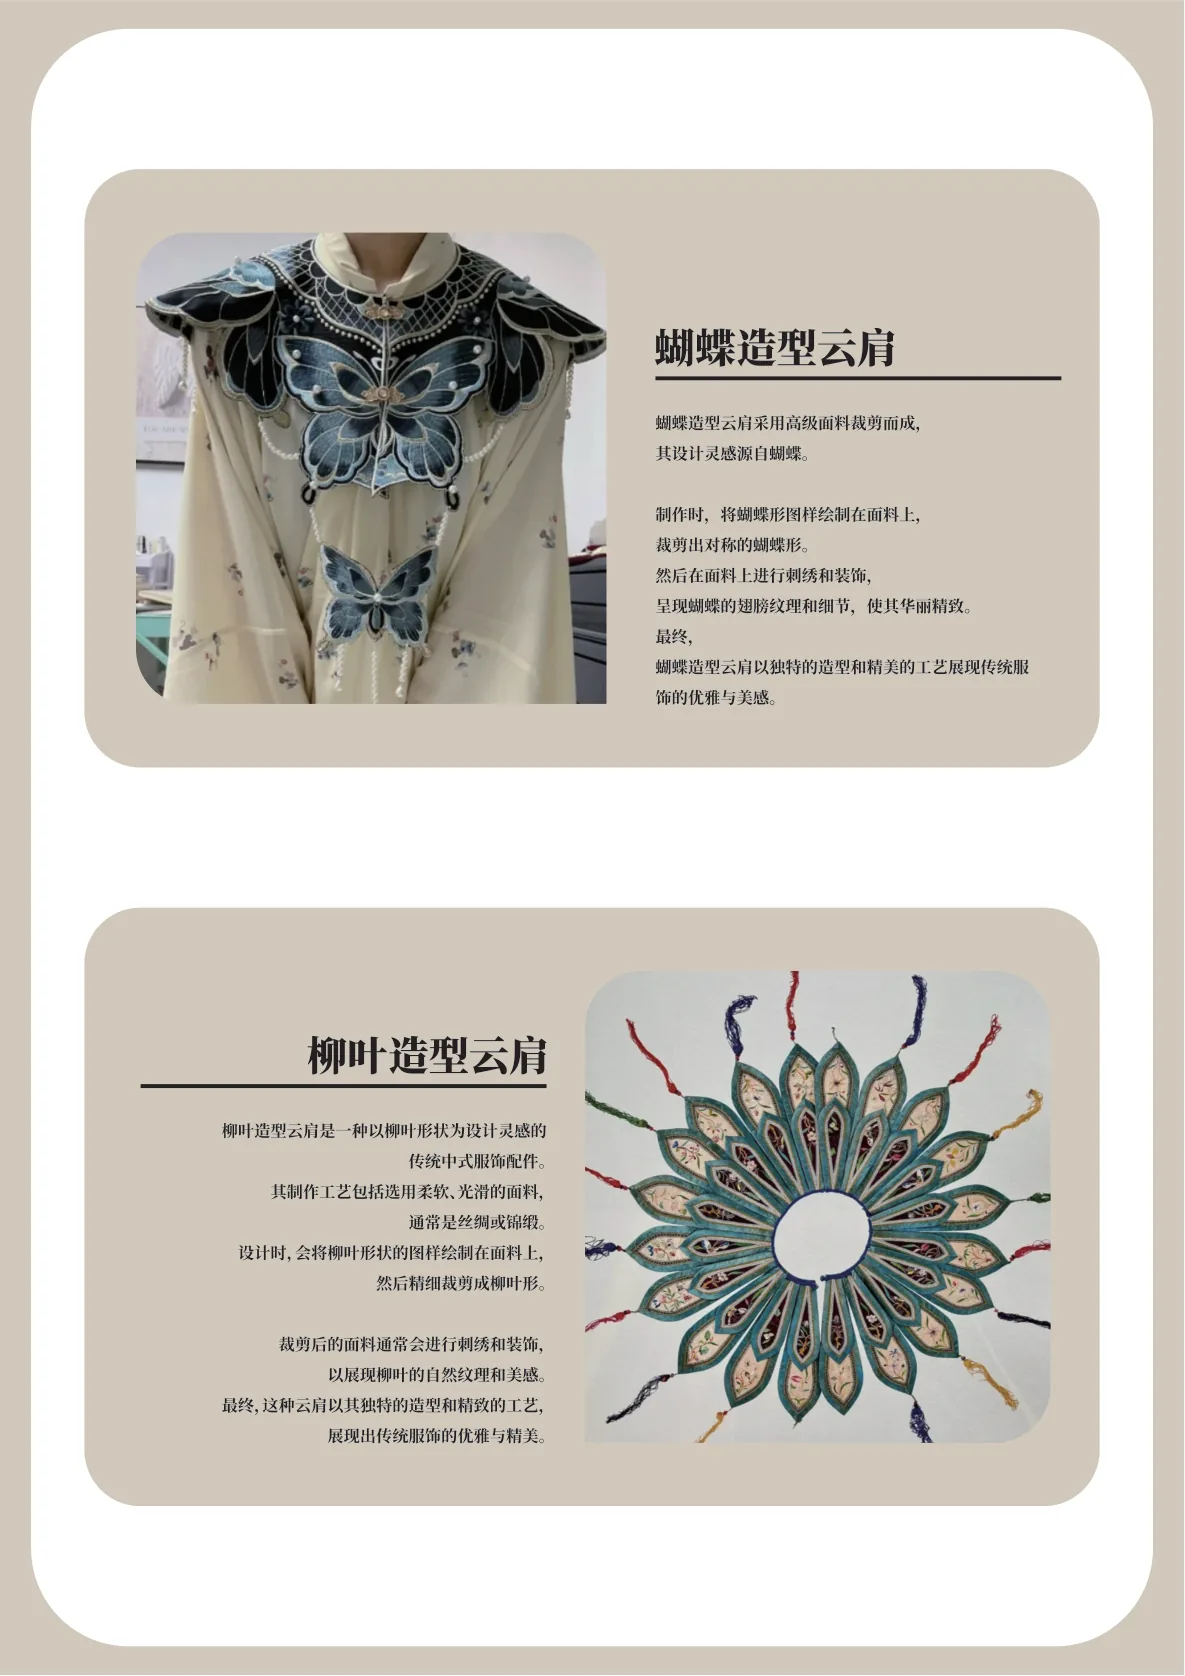 蝴蝶造型云肩
蝴蝶造型云肩采用高级面料裁剪而成，
其设计灵感源自蝴蝶。
制作时，将蝴蝶形图样绘制在面料上，
裁剪出对称的蝴蝶形。
然后在面料上进行刺绣和装饰，
呈现蝴蝶的翅膀纹理和细节，使其华丽精致。
最终，
蝴蝶造型云肩以独特的造型和精美的工艺展现传统服
饰的优雅与美感。
柳叶造型云肩
柳叶造型云肩是一种以柳叶形状为设计灵感的
传统中式服饰配件。
其制作工艺包括选用柔软、光滑的面料，
通常是丝绸或锦缎。
设计时，会将柳叶形状的图样绘制在面料上，
然后精细裁剪成柳叶形。
裁剪后的面料通常会进行刺绣和装饰，
以展现柳叶的自然纹理和美感。
最终，这种云肩以其独特的造型和精致的工艺，
展现出传统服饰的优雅与精美。